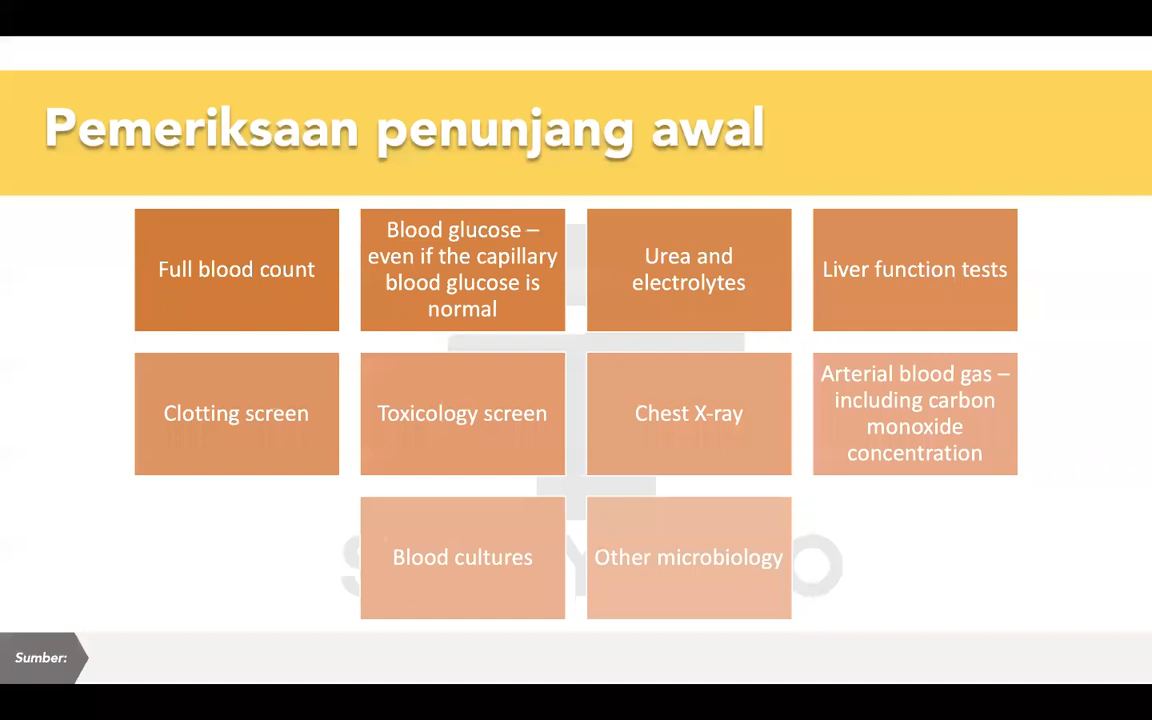 Pemeriksaan penunjang awal
Full blood count
Blood glucose –
even if the capillary
blood glucose is
normal
Urea and
electrolytes
Liver function tests
Clotting screen
Toxicology screen
Chest X-ray
Arterial blood gas –
including carbon
monoxide
concentration
Blood cultures
Other microbiology
Sumber: